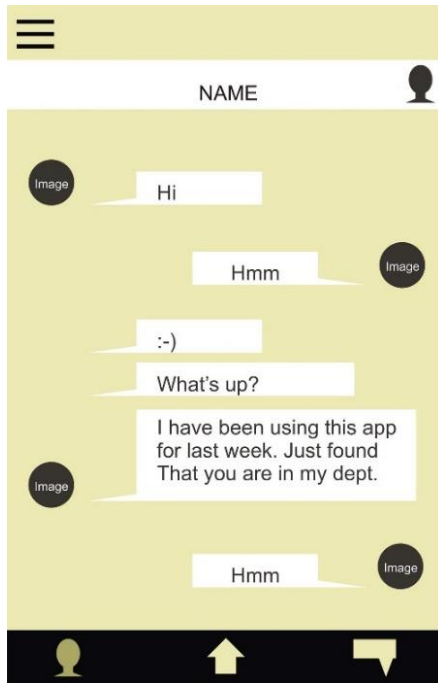 NAME
Image
Hi
Hmm
Image
:-)
What's up?
I have been using this app
for last week. Just found
That you are in my dept.
Image
Hmm
Image